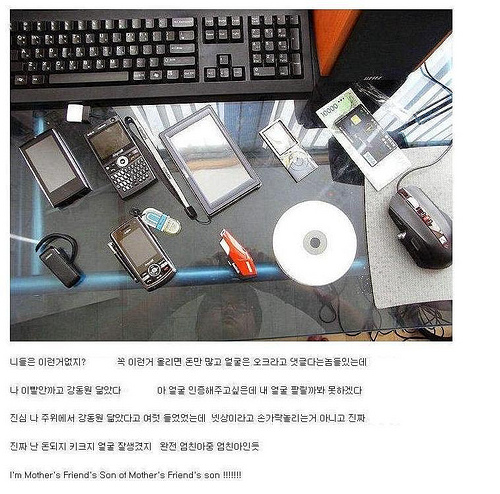 10000
니들은 이런거없지? 꼭 이런거 올리면 돈만 많고 얼굴은 오크라고 댓글다는놈들있는데
나 이빨안까고 강동원 닮았다 아 얼굴 인증해주고싶은데 내 얼굴 팔릴까봐 못하겠다
진심 나 주위에서 강동원 닮았다고 여럿 들었었는데 넷상이라고 손가락놀리는거 아니고 진짜
진짜 난 돈되지 키크지 얼굴 잘생겼지 완전 엄친아중 엄친아인듯
I'm Mother's Friend's Son of Mother's Friend's son !!!!!!!